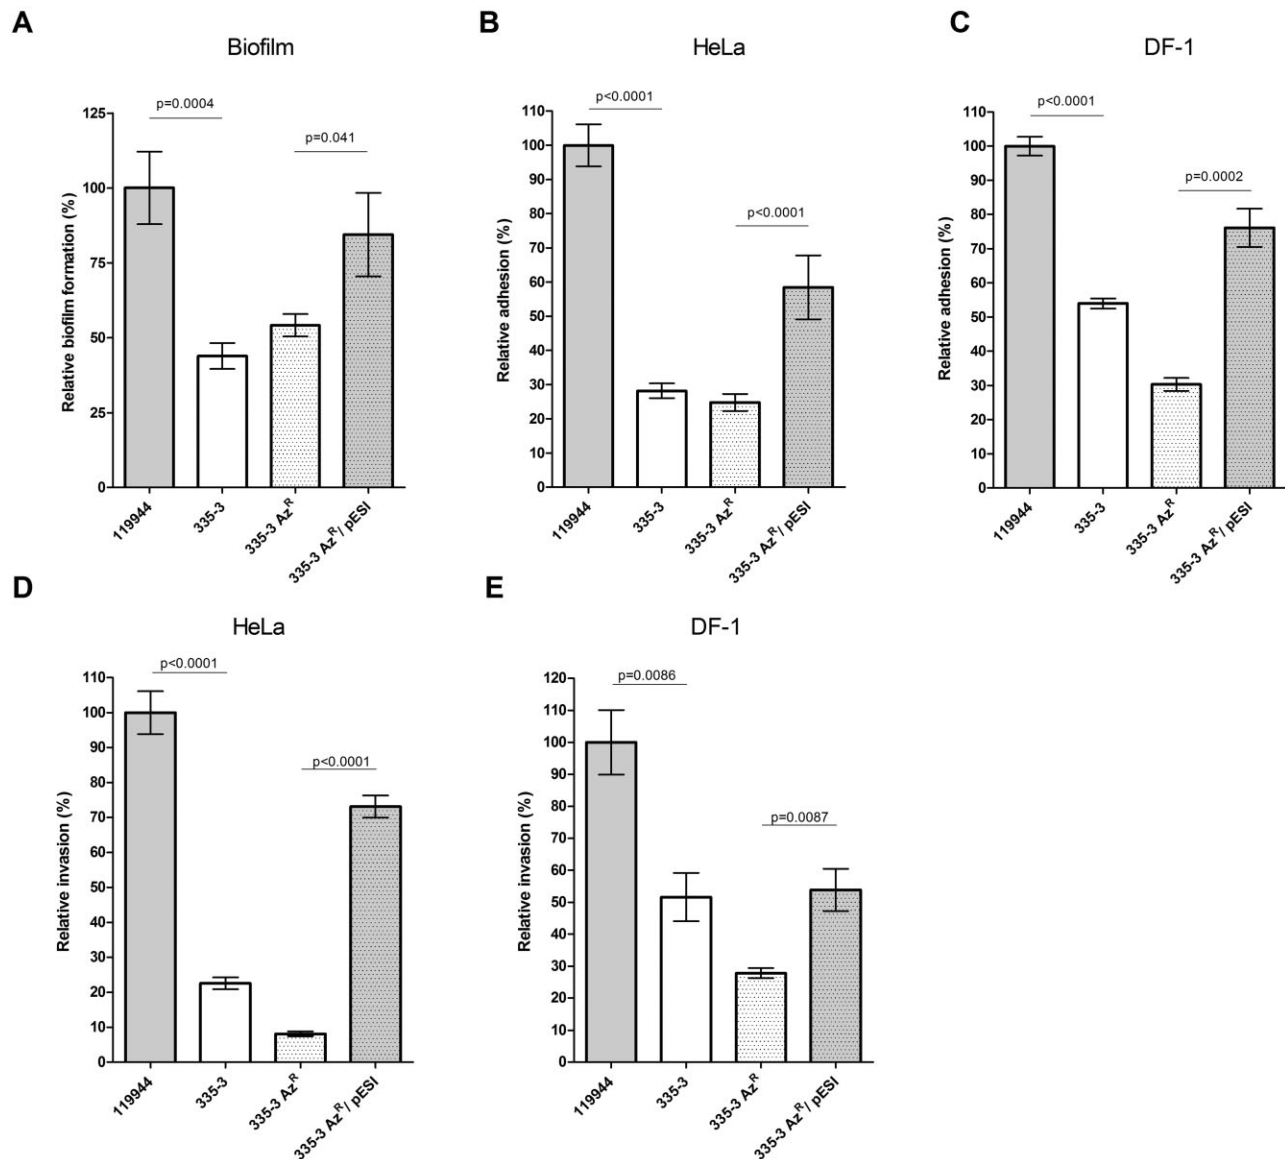 A
Biofilm
p=0.0004
p=0.041
Relative biofilm formation (%)
125
100
75
50
25
0
119944
335-3
335-3 Az^R
335-3 Az^R/ pESI
B
HeLa
p<0.0001
p<0.0001
Relative adhesion (%)
110
100
90
80
70
60
50
40
30
20
10
0
119944
335-3
335-3 Az^R
335-3 Az^R/ pESI
C
DF-1
p<0.0001
p=0.0002
Relative adhesion (%)
110
100
90
80
70
60
50
40
30
20
10
0
119944
335-3
335-3 Az^R
335-3 Az^R/ pESI
D
HeLa
p<0.0001
p<0.0001
Relative invasion (%)
110
100
90
80
70
60
50
40
30
20
10
0
119944
335-3
335-3 Az^R
335-3 Az^R/ pESI
E
DF-1
p=0.0086
p=0.0087
Relative invasion (%)
120
110
100
90
80
70
60
50
40
30
20
10
0
119944
335-3
335-3 Az^R
335-3 Az^R/ pESI